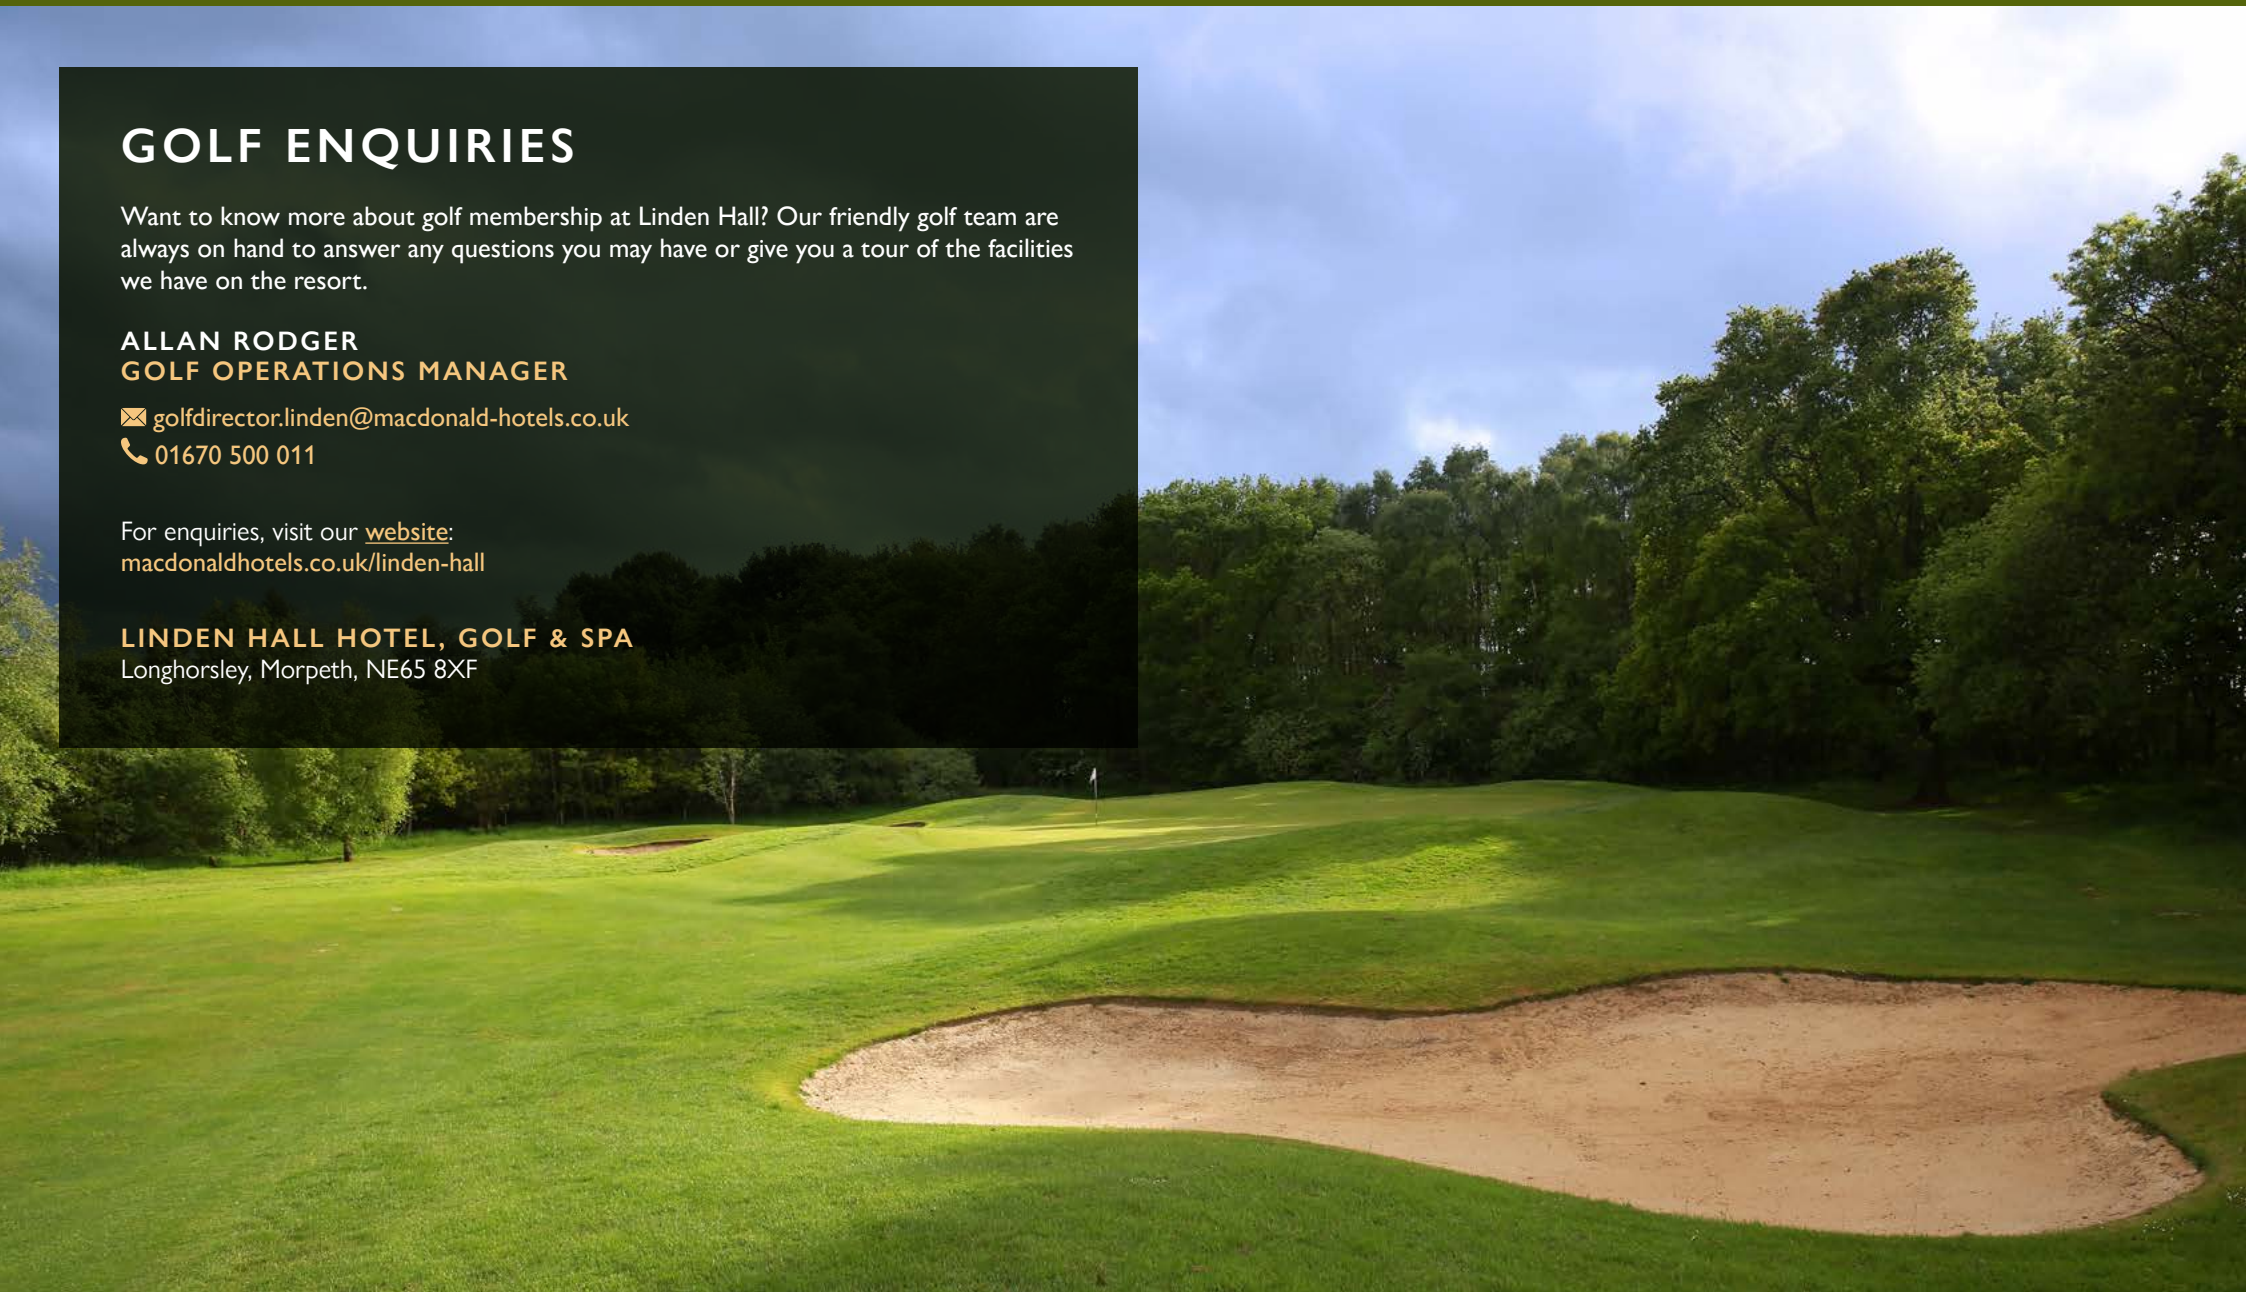 GOLF ENQUIRIES
Want to know more about golf membership at Linden Hall? Our friendly golf team are
always on hand to answer any questions you may have or give you a tour of the facilities
we have on the resort.
ALLAN RODGER
GOLF OPERATIONS MANAGER
golfdirector.linden@macdonald-hotels.co.uk
01670 500 011
For enquiries, visit our website:
macdonaldhotels.co.uk/linden-hall
LINDEN HALL HOTEL, GOLF & SPA
Longhorsley, Morpeth, NE65 8XF